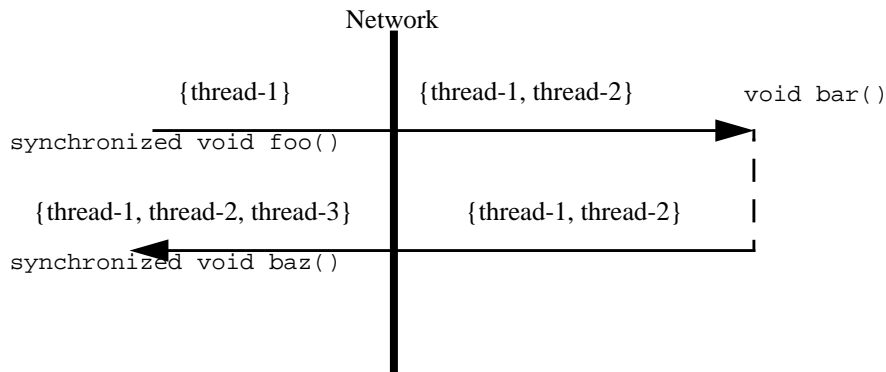 Network
{thread-1}
{thread-1, thread-2}
void bar()
synchronized void foo()
{thread-1, thread-2, thread-3}
{thread-1, thread-2}
synchronized void baz()